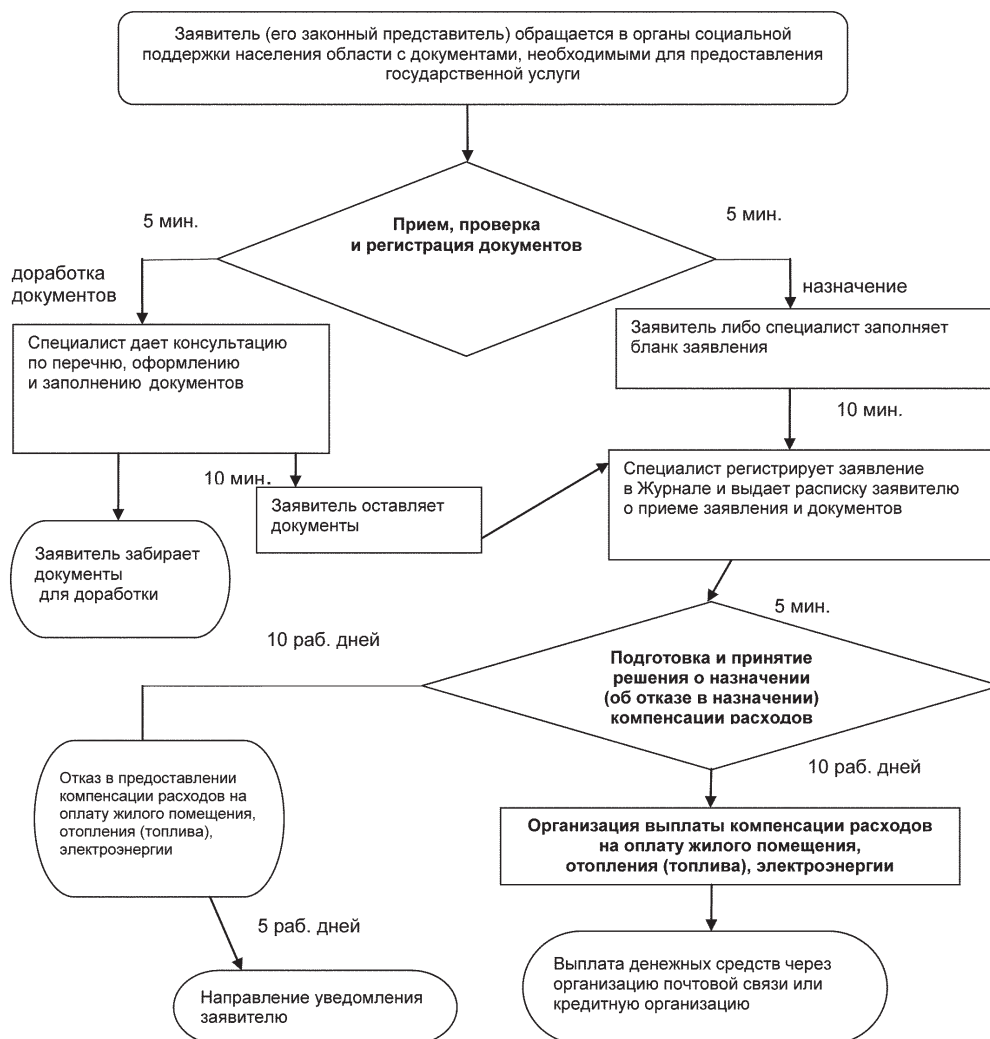 Заявитель (его законный представитель) обращается в органы социальной
поддержки населения области с документами, необходимыми для предоставления
государственной услуги
5 мин.
Прием, проверка
и регистрация документов
5 мин.
доработка
документов
назначение
Специалист дает консультацию
по перечню, оформлению
и заполнению документов
Заявитель либо специалист заполняет
бланк заявления
10 мин.
10 мин.
Заявитель оставляет
документы
Специалист регистрирует заявление
в Журнале и выдает расписку заявителю
о приеме заявления и документов
Заявитель забирает
документы
для доработки
5 мин.
10 раб. дней
Подготовка и принятие
решения о назначении
(об отказе в назначении)
компенсации расходов
Отказ в предоставлении
компенсации расходов на
оплату жилого помещения,
отопления (топлива),
электроэнергии
10 раб. дней
Организация выплаты компенсации расходов
на оплату жилого помещения,
отопления (топлива), электроэнергии
5 раб. дней
Направление уведомления
заявителю
Выплата денежных средств через
организацию почтовой связи или
кредитную организацию